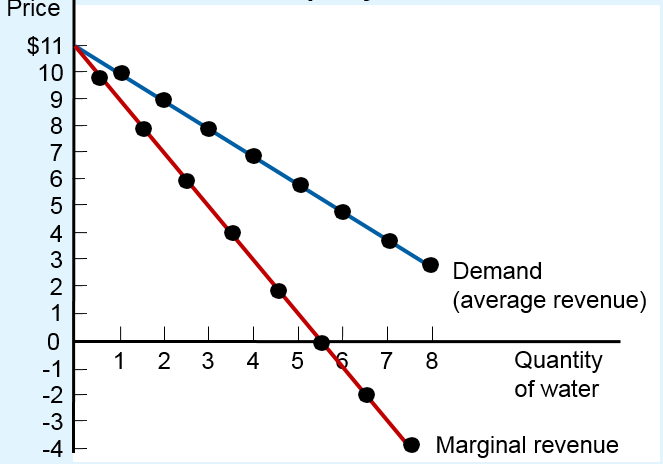 Price
$11
10
9
8
7
6
5
4
3
2
1
0
-1
-2
-3
-4
1 2 3 4 5 6 7 8
Demand
(average revenue)
Quantity
of water
Marginal revenue